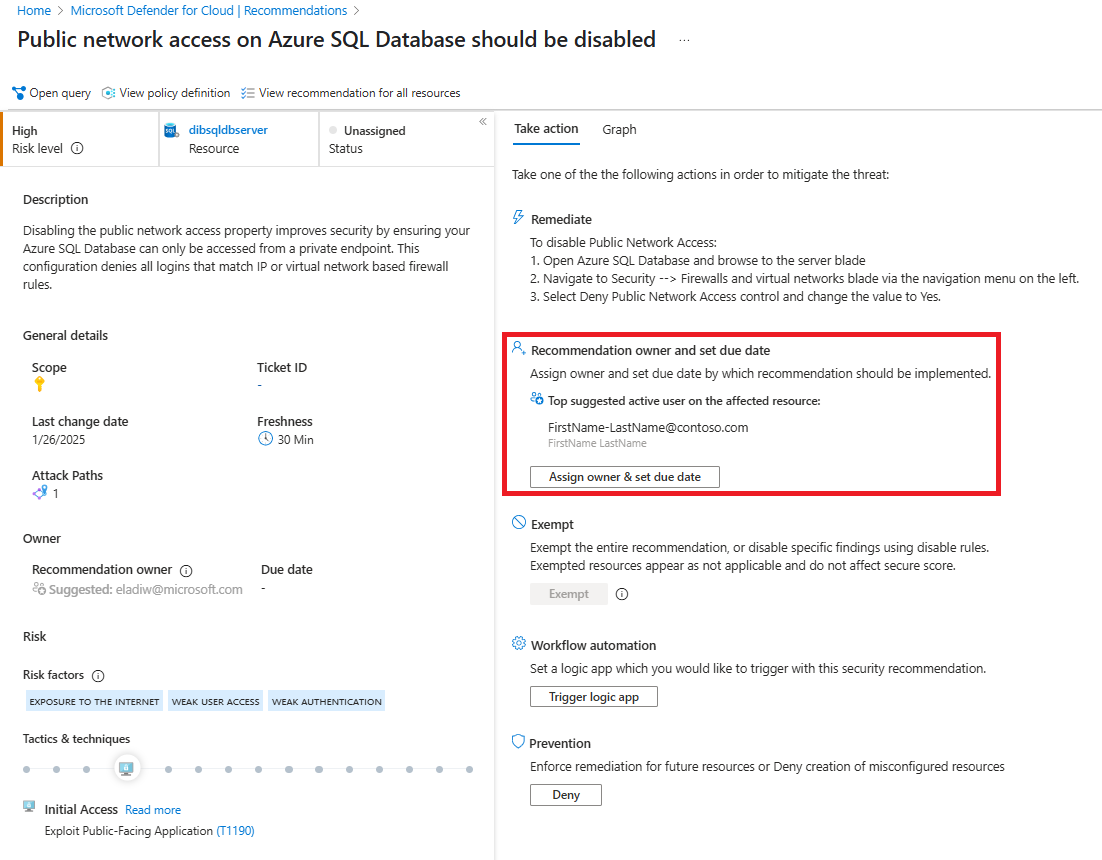 Home > Microsoft Defender for Cloud | Recommendations >
Public network access on Azure SQL Database should be disabled ...
Open query View policy definition View recommendation for all resources
High
Risk level
SQL
dibsqldbserver
Resource
Unassigned
Status
«
Description
Disabling the public network access property improves security by ensuring your
Azure SQL Database can only be accessed from a private endpoint. This
configuration denies all logins that match IP or virtual network based firewall
rules.
General details
Scope
Ticket ID
-
Last change date
1/26/2025
Freshness
30 Min
Attack Paths
1
Owner
Recommendation owner
Suggested: eladiw@microsoft.com
Due date
-
Risk
Risk factors
EXPOSURE TO THE INTERNET WEAK USER ACCESS WEAK AUTHENTICATION
Tactics & techniques
Initial Access Read more
Exploit Public-Facing Application (T1190)
Take action Graph
Take one of the the following actions in order to mitigate the threat:
Remediate
To disable Public Network Access:
1. Open Azure SQL Database and browse to the server blade
2. Navigate to Security --> Firewalls and virtual networks blade via the navigation menu on the left.
3. Select Deny Public Network Access control and change the value to Yes.
Recommendation owner and set due date
Assign owner and set due date by which recommendation should be implemented.
Top suggested active user on the affected resource:
FirstName-LastName@contoso.com
FirstName LastName
Assign owner & set due date
Exempt
Exempt the entire recommendation, or disable specific findings using disable rules.
Exempted resources appear as not applicable and do not affect secure score.
Exempt
Workflow automation
Set a logic app which you would like to trigger with this security recommendation.
Trigger logic app
Prevention
Enforce remediation for future resources or Deny creation of misconfigured resources
Deny